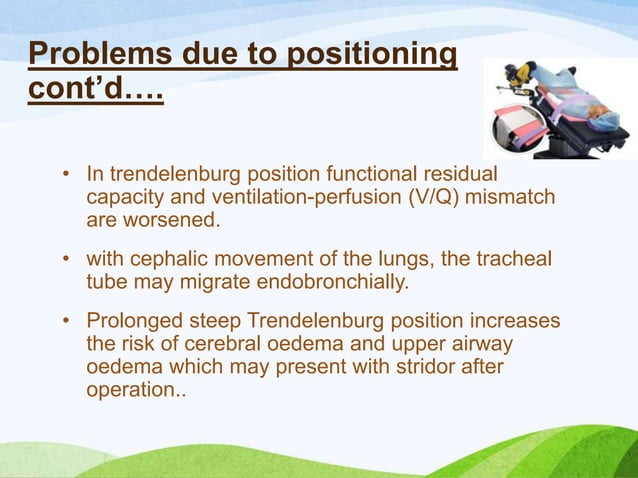 Problems due to positioning
cont’d….
• In trendelenburg position functional residual
capacity and ventilation-perfusion (V/Q) mismatch
are worsened.
• with cephalic movement of the lungs, the tracheal
tube may migrate endobronchially.
• Prolonged steep Trendelenburg position increases
the risk of cerebral oedema and upper airway
oedema which may present with stridor after
operation..